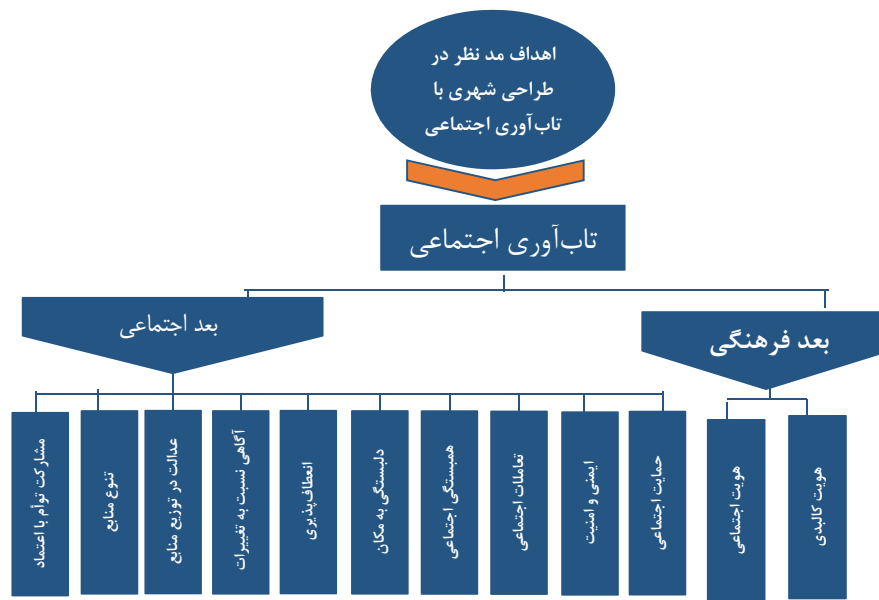 اهداف مد نظر در
طراحی شهری با
تاب‌آوری اجتماعی
تاب‌آوری اجتماعی
بعد فرهنگی
بعد اجتماعی
هویت کالبدی
هویت اجتماعی
حمایت اجتماعی
ایمنی و امنیت
تعاملات اجتماعی
همبستگی اجتماعی
دلبستگی به مکان
انعطاف‌پذیری
آگاهی نسبت به تغییرات
عدالت در توزیع منابع
تنوع منابع
مشارکت توأم با اعتماد